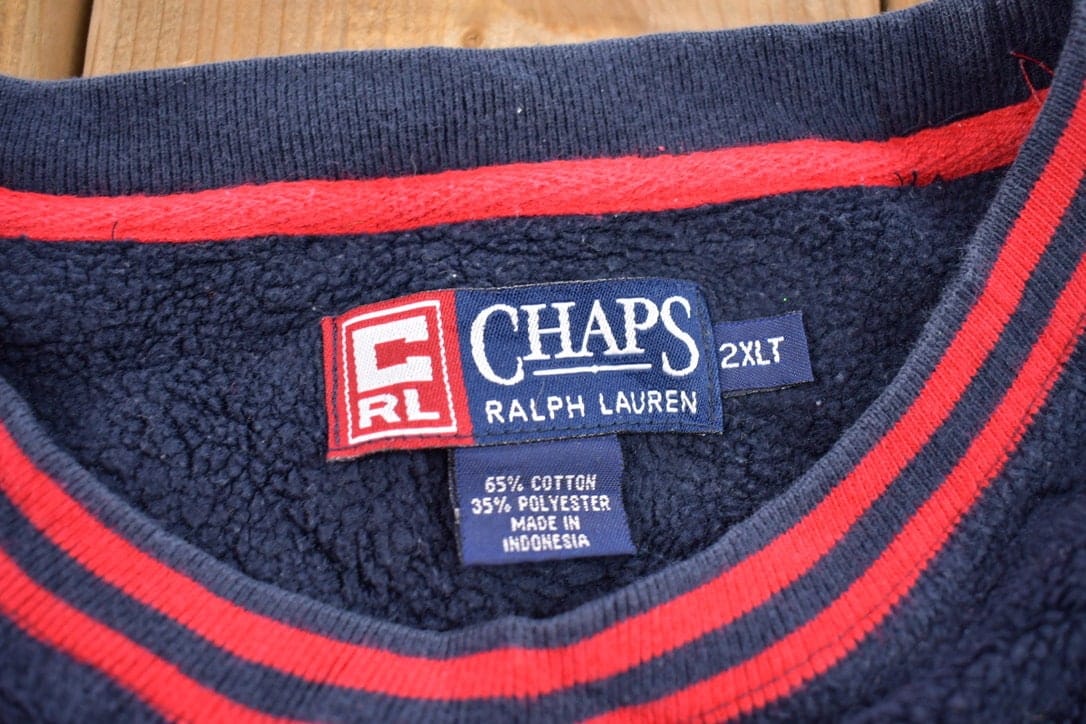 C
RL
CHAPS
RALPH LAUREN
2XLT
65% COTTON
35% POLYESTER
MADE IN
INDONESIA